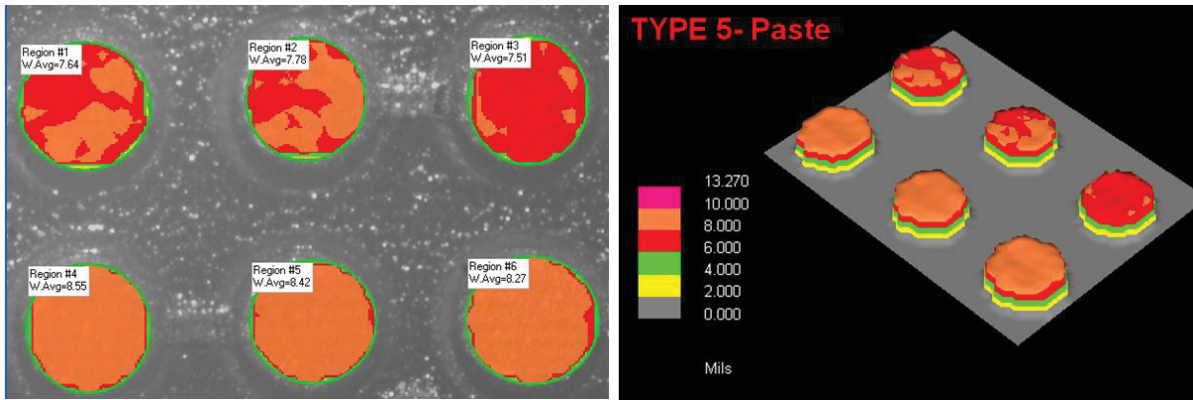 Region #1
W.Avg=7.64
Region #2
W.Avg=7.78
Region #3
W.Avg=7.51
Region #4
W.Avg=8.55
Region #5
W.Avg=8.42
Region #6
W.Avg=8.27
TYPE 5- Paste
13.270
10.000
8.000
6.000
4.000
2.000
0.000
Mils